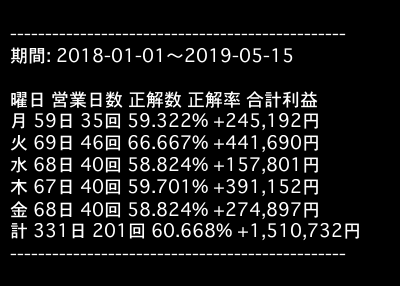 ------------------------------------------------
期間: 2018-01-01〜2019-05-15
曜日 営業日数 正解数 正解率 合計利益
月 59日 35回 59.322% +245,192円
火 69日 46回 66.667% +441,690円
水 68日 40回 58.824% +157,801円
木 67日 40回 59.701% +391,152円
金 68日 40回 58.824% +274,897円
計 331日 201回 60.668% +1,510,732円
------------------------------------------------